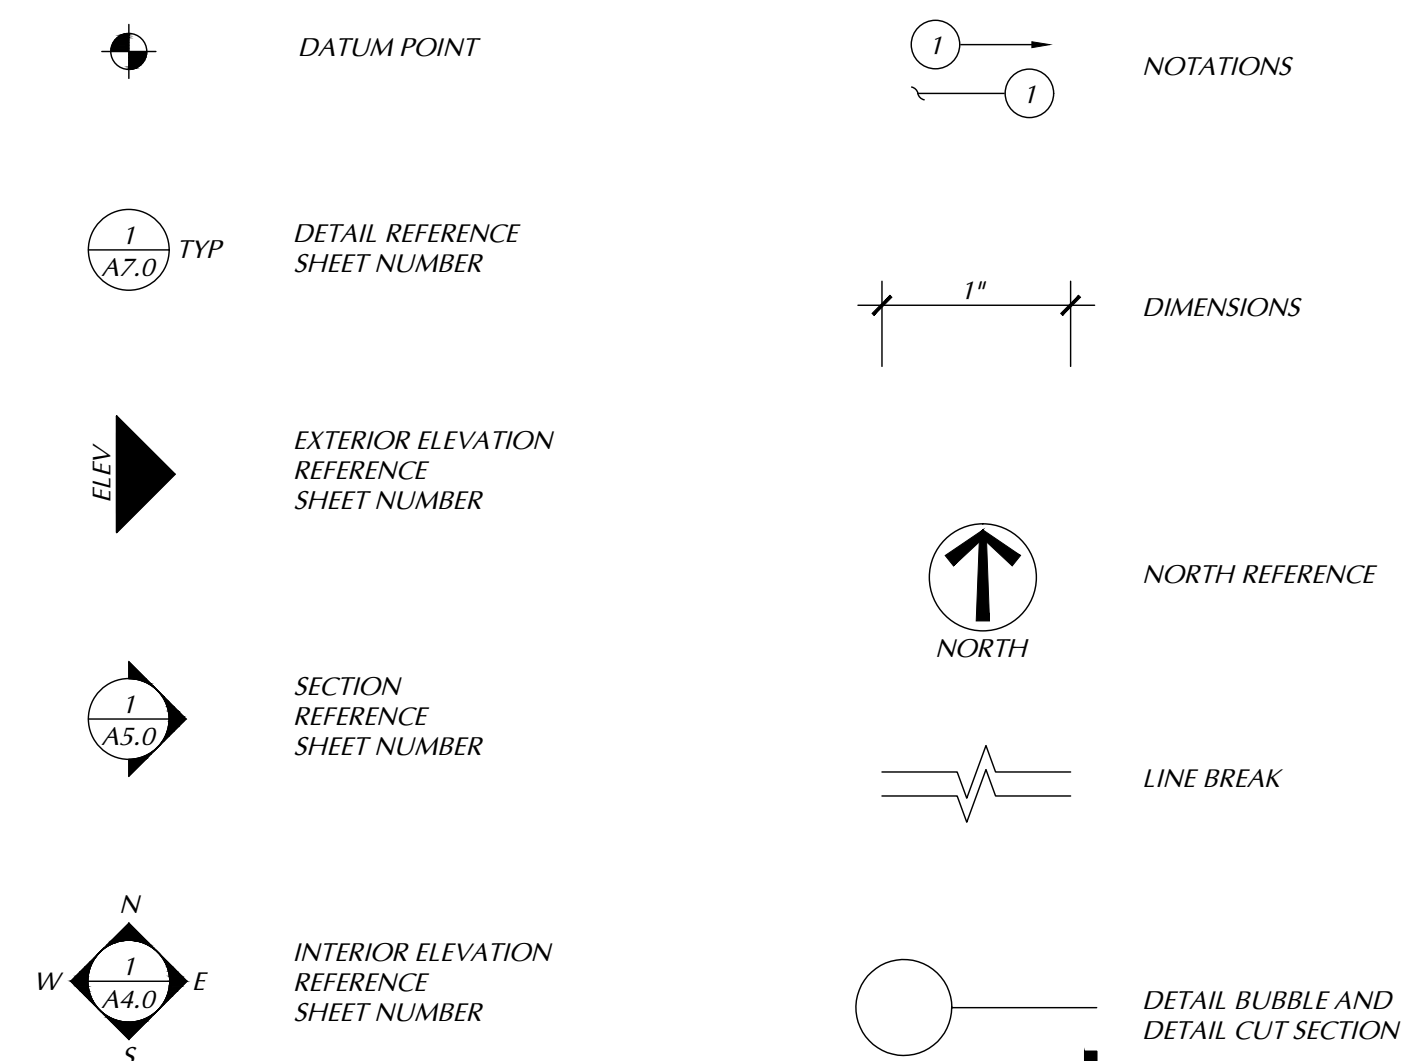 DATUM POINT
1
A7.0
TYP
DETAIL REFERENCE
SHEET NUMBER
ELEV
EXTERIOR ELEVATION
REFERENCE
SHEET NUMBER
1
A5.0
SECTION
REFERENCE
SHEET NUMBER
N
W
1
A4.0
E
S
INTERIOR ELEVATION
REFERENCE
SHEET NUMBER
1
1
NOTATIONS
1"
DIMENSIONS
NORTH
NORTH REFERENCE
LINE BREAK
DETAIL BUBBLE AND
DETAIL CUT SECTION